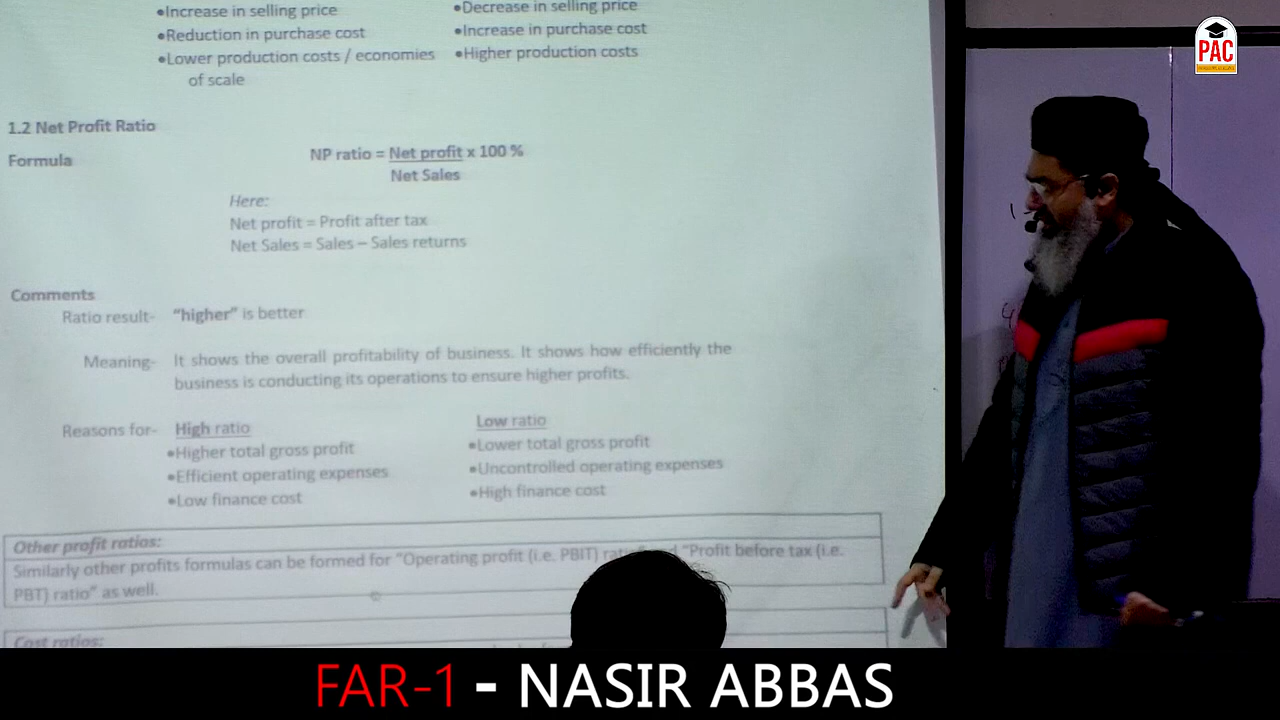 •Increase in selling price
•Decrease in selling price
•Reduction in purchase cost
•Increase in purchase cost
•Lower production costs / economies of scale
•Higher production costs
1.2 Net Profit Ratio
Formula
NP ratio = Net profit x 100 %
Net Sales
Here:
Net profit = Profit after tax
Net Sales = Sales – Sales returns
Comments
Ratio result- "higher" is better
Meaning- It shows the overall profitability of business. It shows how efficiently the
business is conducting its operations to ensure higher profits.
Reasons for- High ratio
Low ratio
•Higher total gross profit
•Lower total gross profit
•Efficient operating expenses
•Uncontrolled operating expenses
•Low finance cost
•High finance cost
Other profit ratios:
Similarly other profits formulas can be formed for "Operating profit (i.e. PBIT) "Profit before tax (i.e.
PBT) ratio" as well.
Cost ratios:
PAC
FAR-1 - NASIR ABBAS